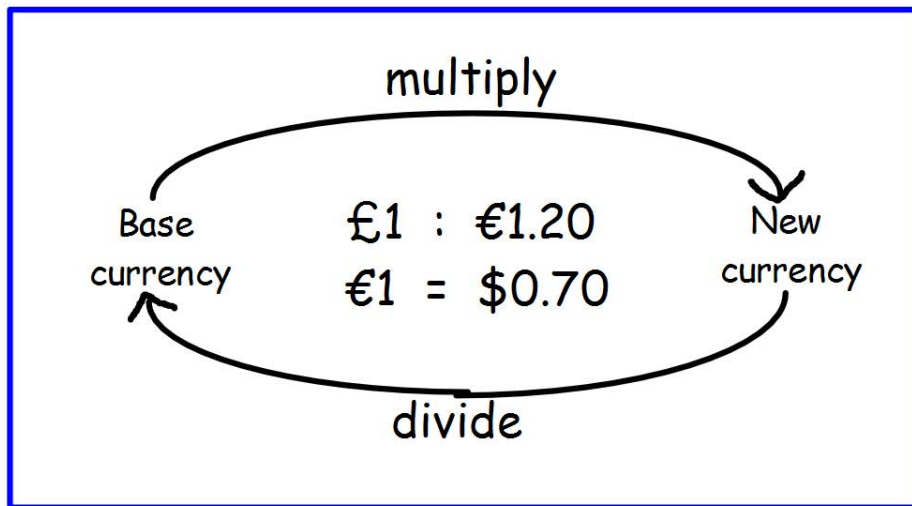 multiply
Base
currency
£1 : €1.20
€1 = $0.70
New
currency
divide